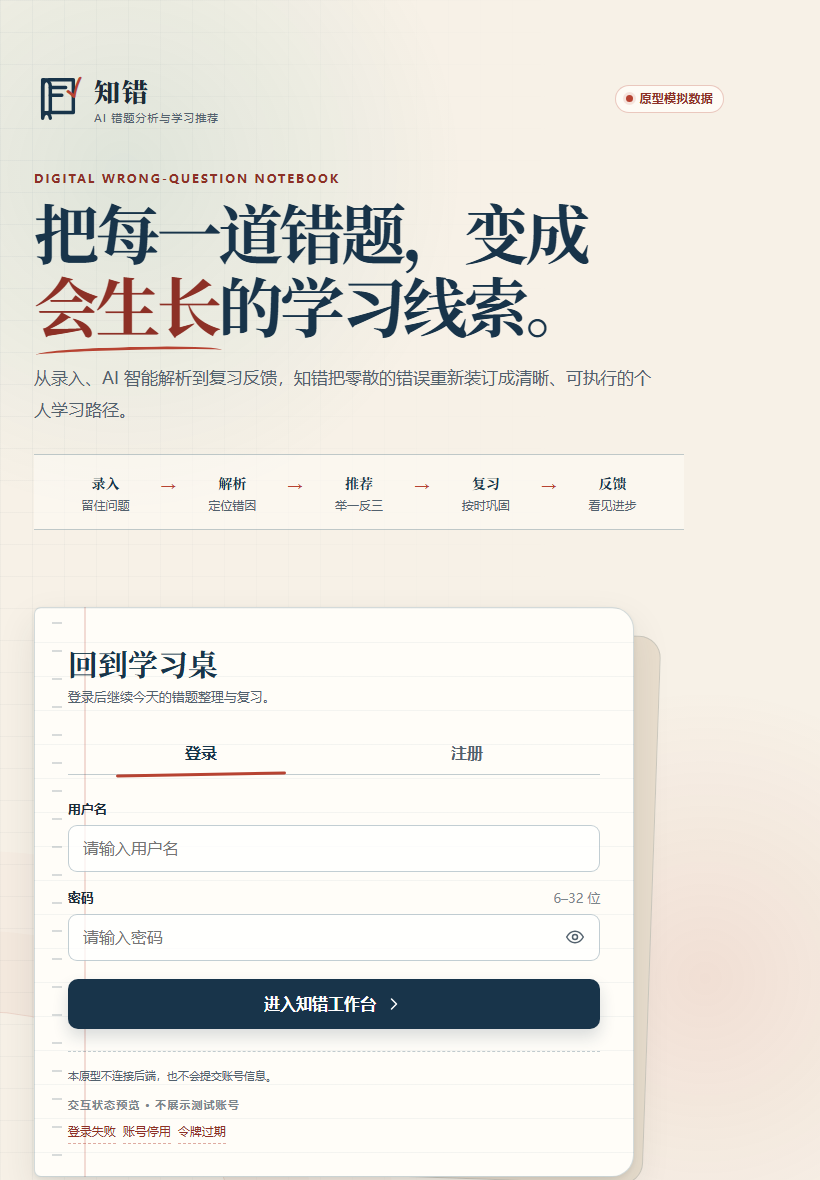 知错
AI 错题分析与学习推荐
原型模拟数据
DIGITAL WRONG-QUESTION NOTEBOOK
把每一道错题，变成
会生长的学习线索。
从录入、AI 智能解析到复习反馈，知错把零散的错误重新装订成清晰、可执行的个
人学习路径。
录入 → 解析 → 推荐 → 复习 → 反馈
留住问题 定位错因 举一反三 按时巩固 看见进步
回到学习桌
登录后继续今天的错题整理与复习。
登录 注册
用户名
请输入用户名
密码 6–32 位
请输入密码
进入知错工作台
本原型不连接后端，也不会提交账号信息。
交互状态预览 • 不展示测试账号
登录失败 账号停用 令牌过期